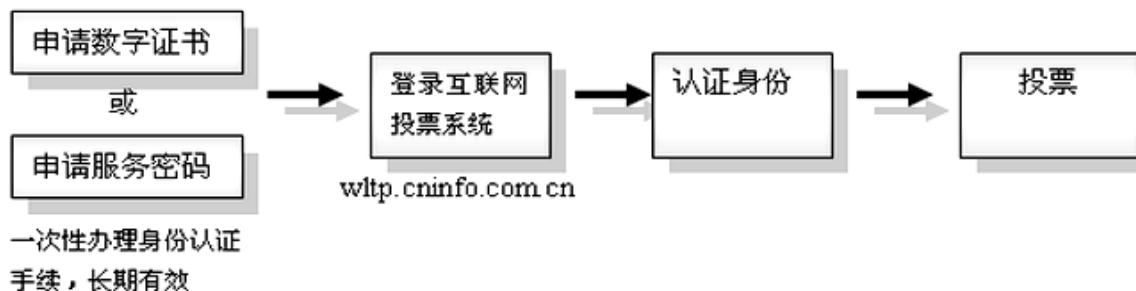 申请数字证书
或
申请服务密码
一次性办理身份认证
手续，长期有效
登录互联网
投票系统
wltp.cninfo.com.cn
认证身份
投票